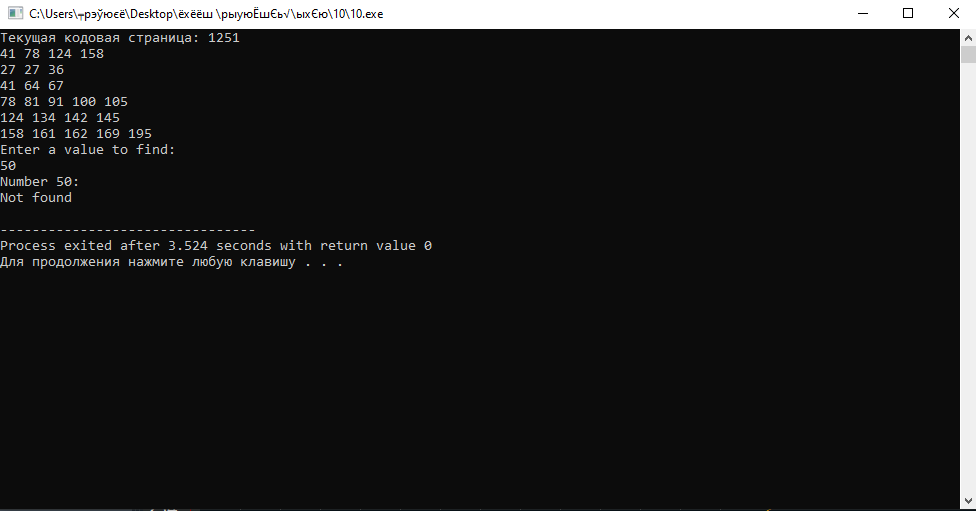 C:\Users\┬рэўюєё\Desktop\ёхёёш \рыуюЁшЄь√\ыхЄю\10\10.exe
Текущая кодовая страница: 1251
41 78 124 158
27 27 36
41 64 67
78 81 91 100 105
124 134 142 145
158 161 162 169 195
Enter a value to find:
50
Number 50:
Not found
--------------------------------
Process exited after 3.524 seconds with return value 0
Для продолжения нажмите любую клавишу . . .